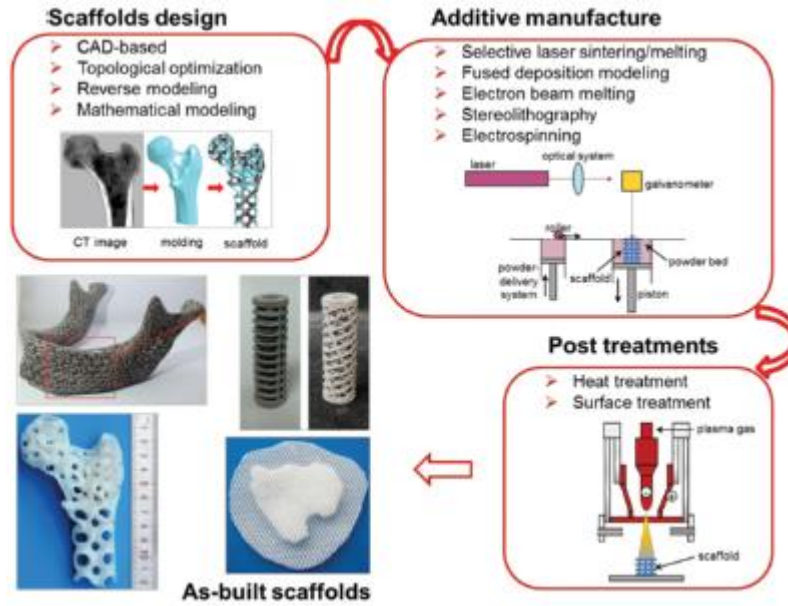 Scaffolds design
CAD-based
Topological optimization
Reverse modeling
Mathematical modeling
CT image
molding
scaffold
Additive manufacture
Selective laser sintering/melting
Fused deposition modeling
Electron beam melting
Stereolithography
Electrospinning
laser
optical system
galvanometer
roller
scaffold
powder bed
powder-
delivery
system
piston
Post treatments
Heat treatment
Surface treatment
plasma gas
scaffold
As-built scaffolds